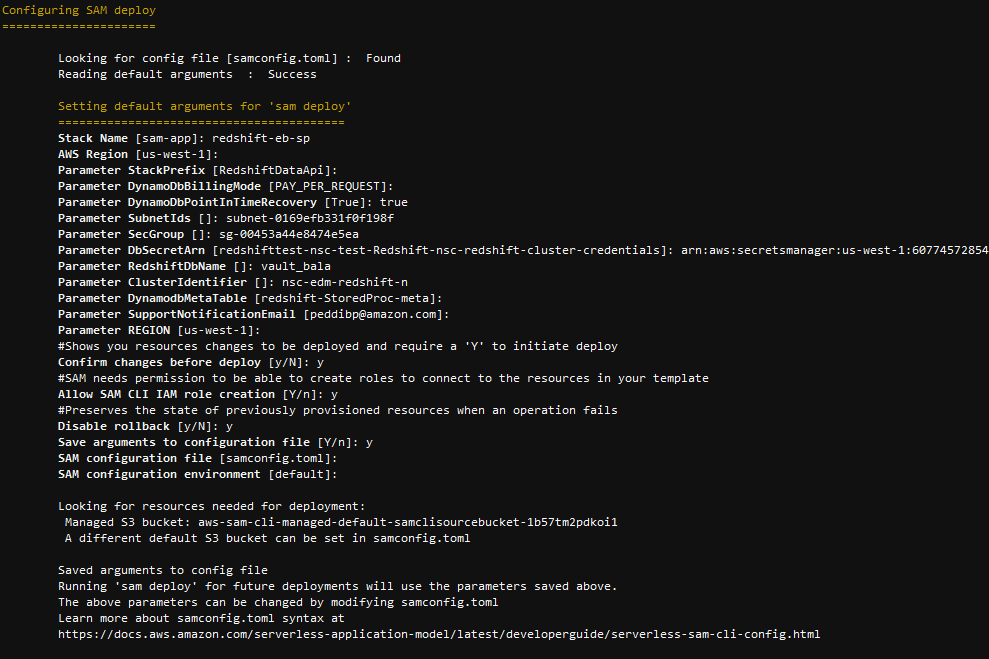 Configuring SAM deploy
======================
Looking for config file [samconfig.toml] :  Found
Reading default arguments  :  Success
Setting default arguments for 'sam deploy'
=========================================
Stack Name [sam-app]: redshift-eb-sp
AWS Region [us-west-1]:
Parameter StackPrefix [RedshiftDataApi]:
Parameter DynamoDbBillingMode [PAY_PER_REQUEST]:
Parameter DynamoDbPointInTimeRecovery [True]: true
Parameter SubnetIds []: subnet-0169efb331f0f198f
Parameter SecGroup []: sg-00453a44e8474e5ea
Parameter DbSecretArn [redshifttest-nsc-test-Redshift-nsc-redshift-cluster-credentials]: arn:aws:secretsmanager:us-west-1:60774572854
Parameter RedshiftDbName []: vault_bala
Parameter ClusterIdentifier []: nsc-edm-redshift-n
Parameter DynamodbMetaTable [redshift-StoredProc-meta]:
Parameter SupportNotificationEmail [peddibp@amazon.com]:
Parameter REGION [us-west-1]:
#Shows you resources changes to be deployed and require a 'Y' to initiate deploy
Confirm changes before deploy [y/N]: y
#SAM needs permission to be able to create roles to connect to the resources in your template
Allow SAM CLI IAM role creation [Y/n]: y
#Preserves the state of previously provisioned resources when an operation fails
Disable rollback [y/N]: y
Save arguments to configuration file [Y/n]: y
SAM configuration file [samconfig.toml]:
SAM configuration environment [default]:
Looking for resources needed for deployment:
Managed S3 bucket: aws-sam-cli-managed-default-samclisourcebucket-1b57tm2pdkoi1
A different default S3 bucket can be set in samconfig.toml
Saved arguments to config file
Running 'sam deploy' for future deployments will use the parameters saved above.
The above parameters can be changed by modifying samconfig.toml
Learn more about samconfig.toml syntax at
https://docs.aws.amazon.com/serverless-application-model/latest/developerguide/serverless-sam-cli-config.html